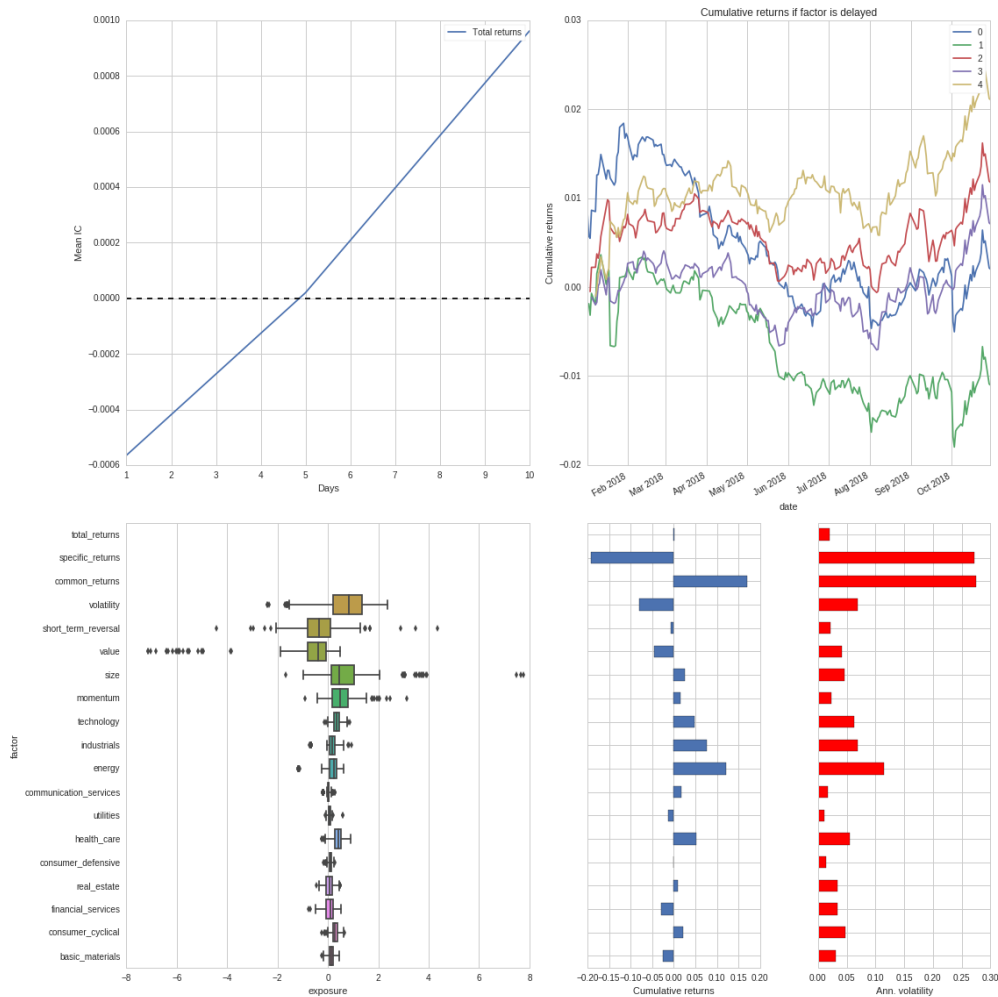 0.0010
0.0008
0.0006
0.0004
0.0002
0.0000
−0.0002
−0.0004
−0.0006
Mean IC
Total returns
1 2 3 4 5 6 7 8 9 10
Days
Cumulative returns if factor is delayed
0.03
0.02
0.01
0.00
−0.01
−0.02
Cumulative returns
0
1
2
3
4
Feb 2018 Mar 2018 Apr 2018 May 2018 Jun 2018 Jul 2018 Aug 2018 Sep 2018 Oct 2018
date
factor
total_returns
specific_returns
common_returns
volatility
short_term_reversal
value
size
momentum
technology
industrials
energy
communication_services
utilities
health_care
consumer_defensive
real_estate
financial_services
consumer_cyclical
basic_materials
−8 −6 −4 −2 0 2 4 6 8
exposure
−0.20−0.15−0.10−0.05 0.00 0.05 0.10 0.15 0.20
Cumulative returns
0.00 0.05 0.10 0.15 0.20 0.25 0.30
Ann. volatility